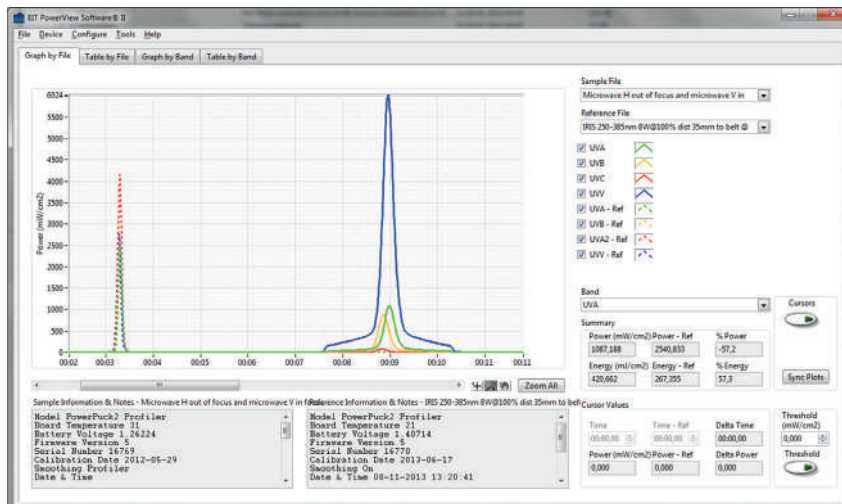 EIT PowerView Software® II
File Device Configure Tools Help
Graph by File Table by File Graph by Band Table by Band
Power (mW/cm2)
6024
5500
5000
4500
4000
3500
3000
2500
2000
1500
1000
500
0
00:02 00:03 00:04 00:05 00:06 00:07 00:08 00:09 00:10 00:11
Zoom All
Sample File
Microwave H out of focus and microwave V in
Reference File
IRIS 250-385nm 8W@100% dist 35mm to belt @
UVA
UVB
UVC
UVV
UVA - Ref
UVB - Ref
UVA2 - Ref
UVV - Ref
Band
UVA
Cursors
Summary
Power (mW/cm2) Power - Ref % Power
1087,188 2540,833 -57,2
Energy (mJ/cm2) Energy - Ref % Energy
420,662 267,355 57,3
Sync Plots
Sample Information & Notes - Microwave H out of focus and microwave V in
Model PowerPuck2 Profiler
Board Temperature 31
Battery Voltage 1.26224
Firmware Version 5
Serial Number 16769
Calibration Date 2012-05-29
Smoothing Profiler
Date & Time
Reference Information & Notes - IRIS 250-385nm 8W@100% dist 35mm to belt
Model PowerPuck2 Profiler
Board Temperature 21
Battery Voltage 1.40714
Firmware Version 5
Serial Number 16770
Calibration Date 2013-06-17
Smoothing On
Date & Time 08-11-2013 13:20:41
Cursor Values
Time Time - Ref Delta Time
00:00,00 00:00,00 00:00,00
Power (mW/cm2) Power - Ref Delta Power
0,000 0,000 0,000
Threshold
(mW/cm2)
0,000
Threshold